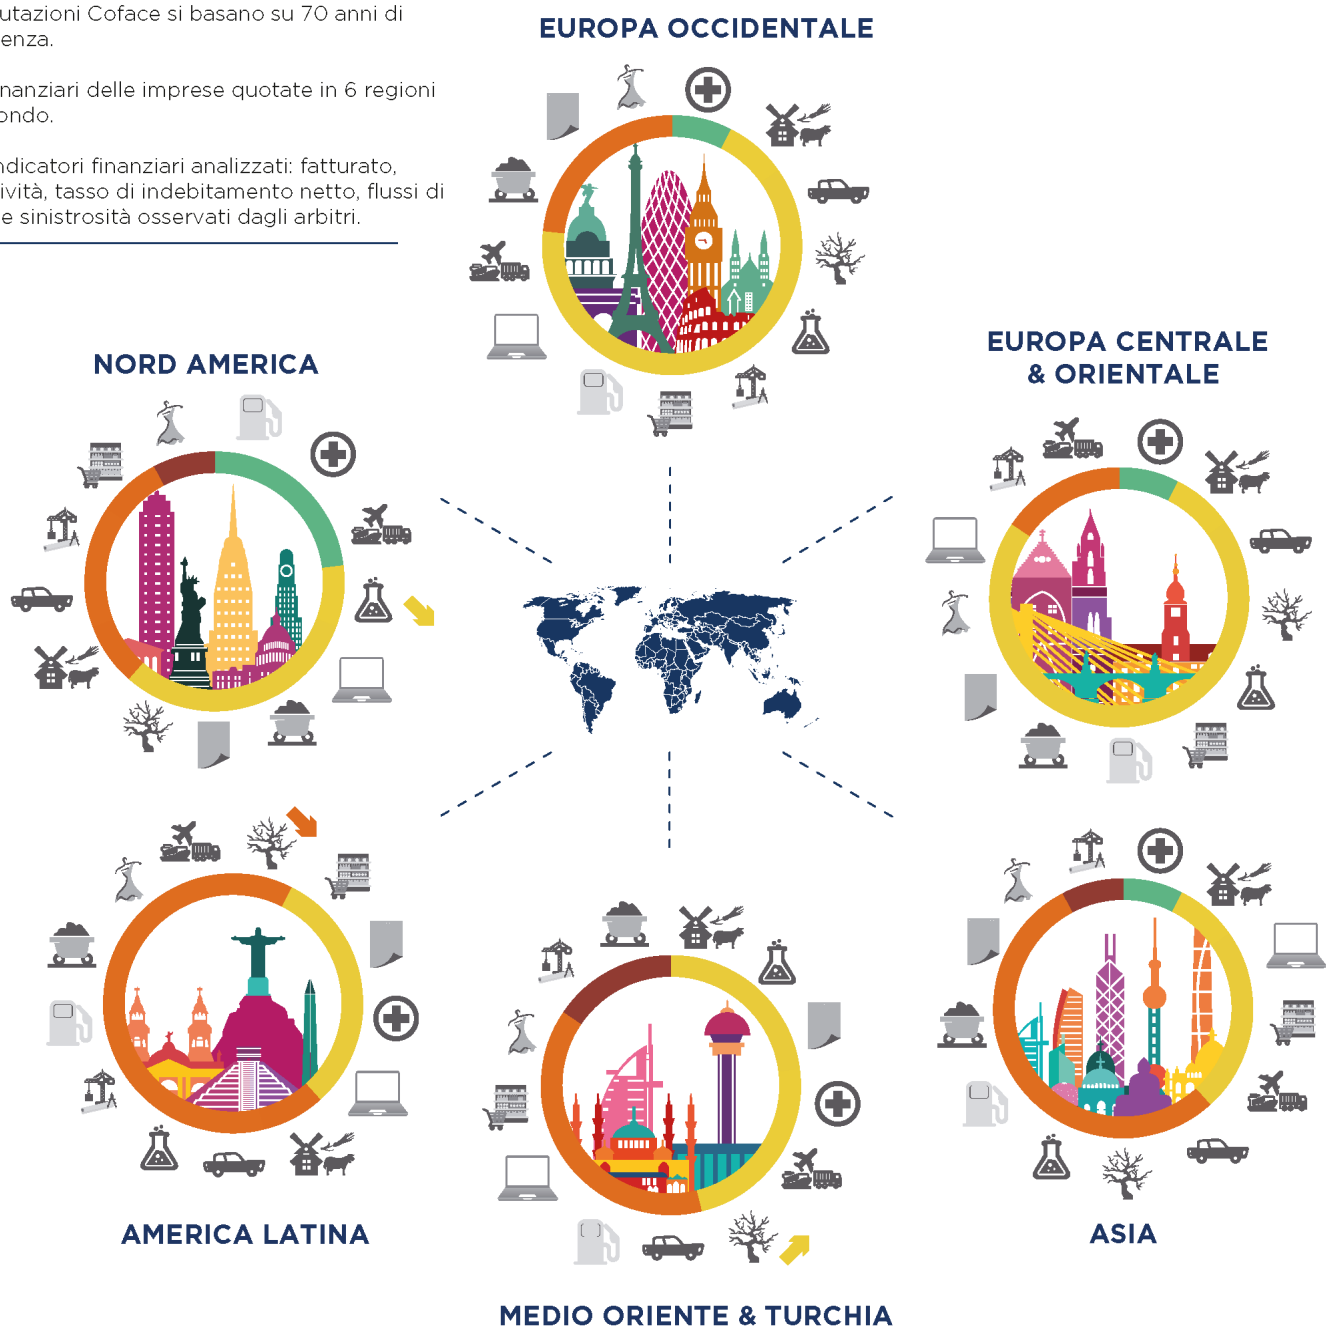 utazioni Coface si basano su 70 anni di
enza.
nanziari delle imprese quotate in 6 regioni
ondo.
ndicatori finanziari analizzati: fatturato,
ività, tasso di indebitamento netto, flussi di
e sinistrosità osservati dagli arbitri.
EUROPA OCCIDENTALE
NORD AMERICA
EUROPA CENTRALE
& ORIENTALE
AMERICA LATINA
ASIA
MEDIO ORIENTE & TURCHIA